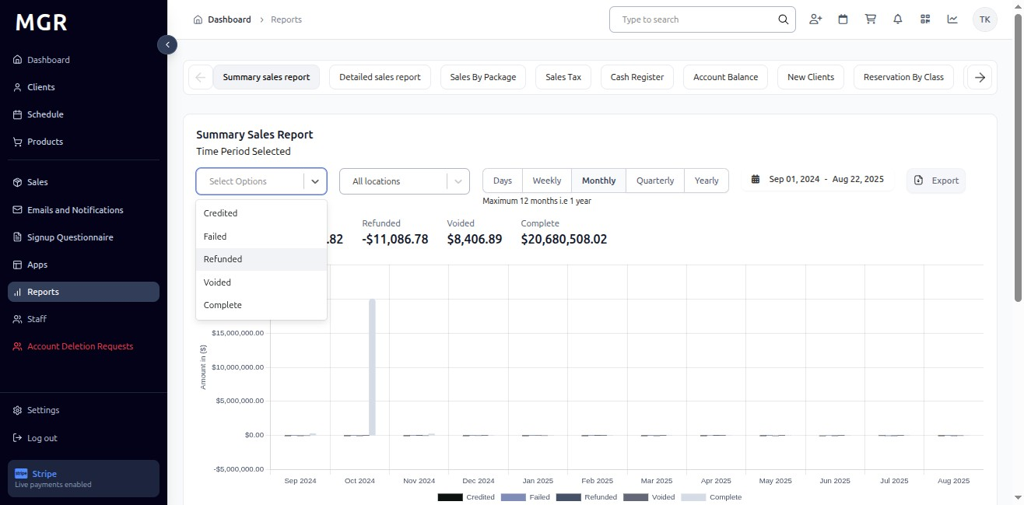 MGR
Dashboard
Clients
Schedule
Products
Sales
Emails and Notifications
Signup Questionnaire
Apps
Reports
Staff
Account Deletion Requests
Settings
Log out
Stripe
Live payments enabled
Dashboard > Reports
Type to search
TK
Summary sales report
Detailed sales report
Sales By Package
Sales Tax
Cash Register
Account Balance
New Clients
Reservation By Class
Summary Sales Report
Time Period Selected
Select Options
All locations
Days Weekly Monthly Quarterly Yearly
Sep 01, 2024 - Aug 22, 2025
Export
Maximum 12 months i.e 1 year
Credited
Failed
Refunded
Voided
Complete
.82
Refunded
-$11,086.78
Voided
$8,406.89
Complete
$20,680,508.02
Amount in ($)
$15,000,000.00
$10,000,000.00
$5,000,000.00
$0.00
-$5,000,000.00
Sep 2024 Oct 2024 Nov 2024 Dec 2024 Jan 2025 Feb 2025 Mar 2025 Apr 2025 May 2025 Jun 2025 Jul 2025 Aug 2025
Credited Failed Refunded Voided Complete